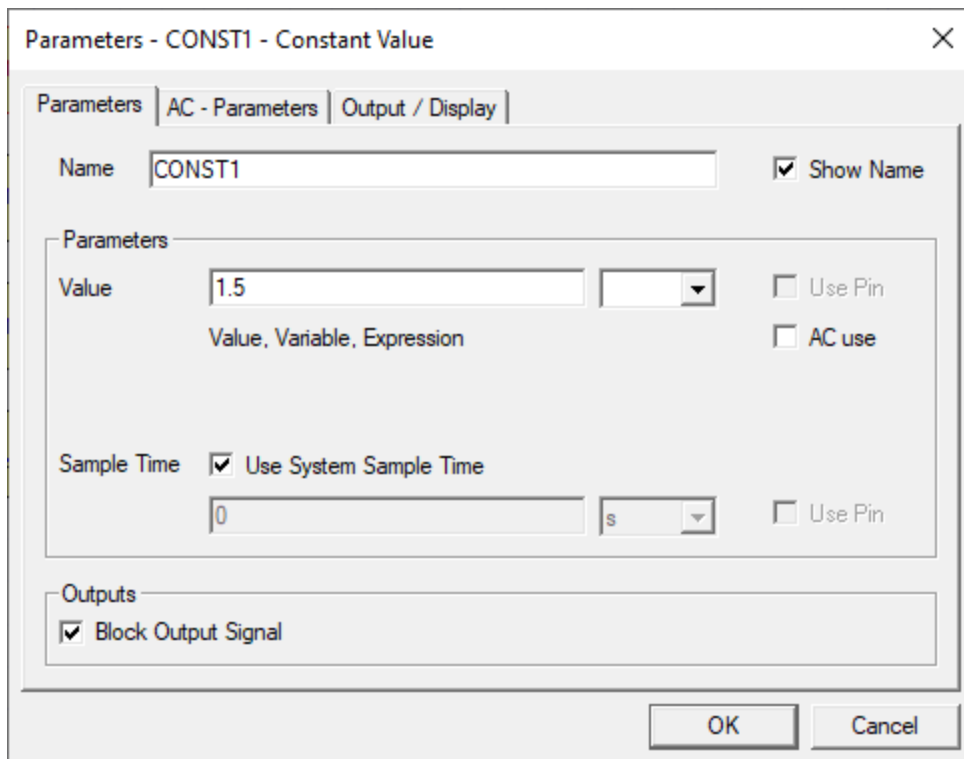 Parameters - CONST1 - Constant Value
Parameters AC - Parameters Output / Display
Name CONST1 Show Name
Parameters
Value 1.5 Use Pin
Value, Variable, Expression AC use
Sample Time Use System Sample Time
0 s Use Pin
Outputs
Block Output Signal
OK Cancel